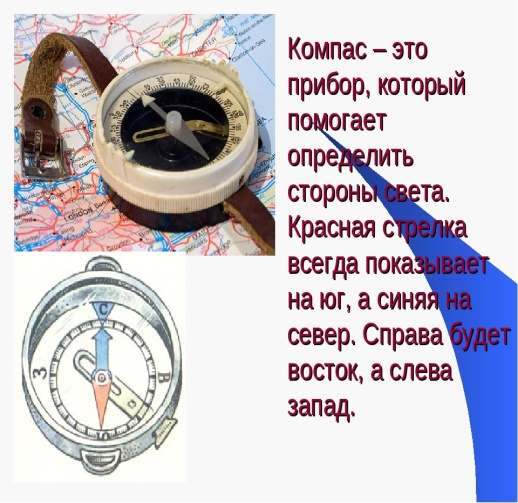 Компас – это
прибор, который
помогает
определить
стороны света.
Красная стрелка
всегда показывает
на юг, а синяя на
север. Справа будет
восток, а слева
запад.
С
З
В
Ю